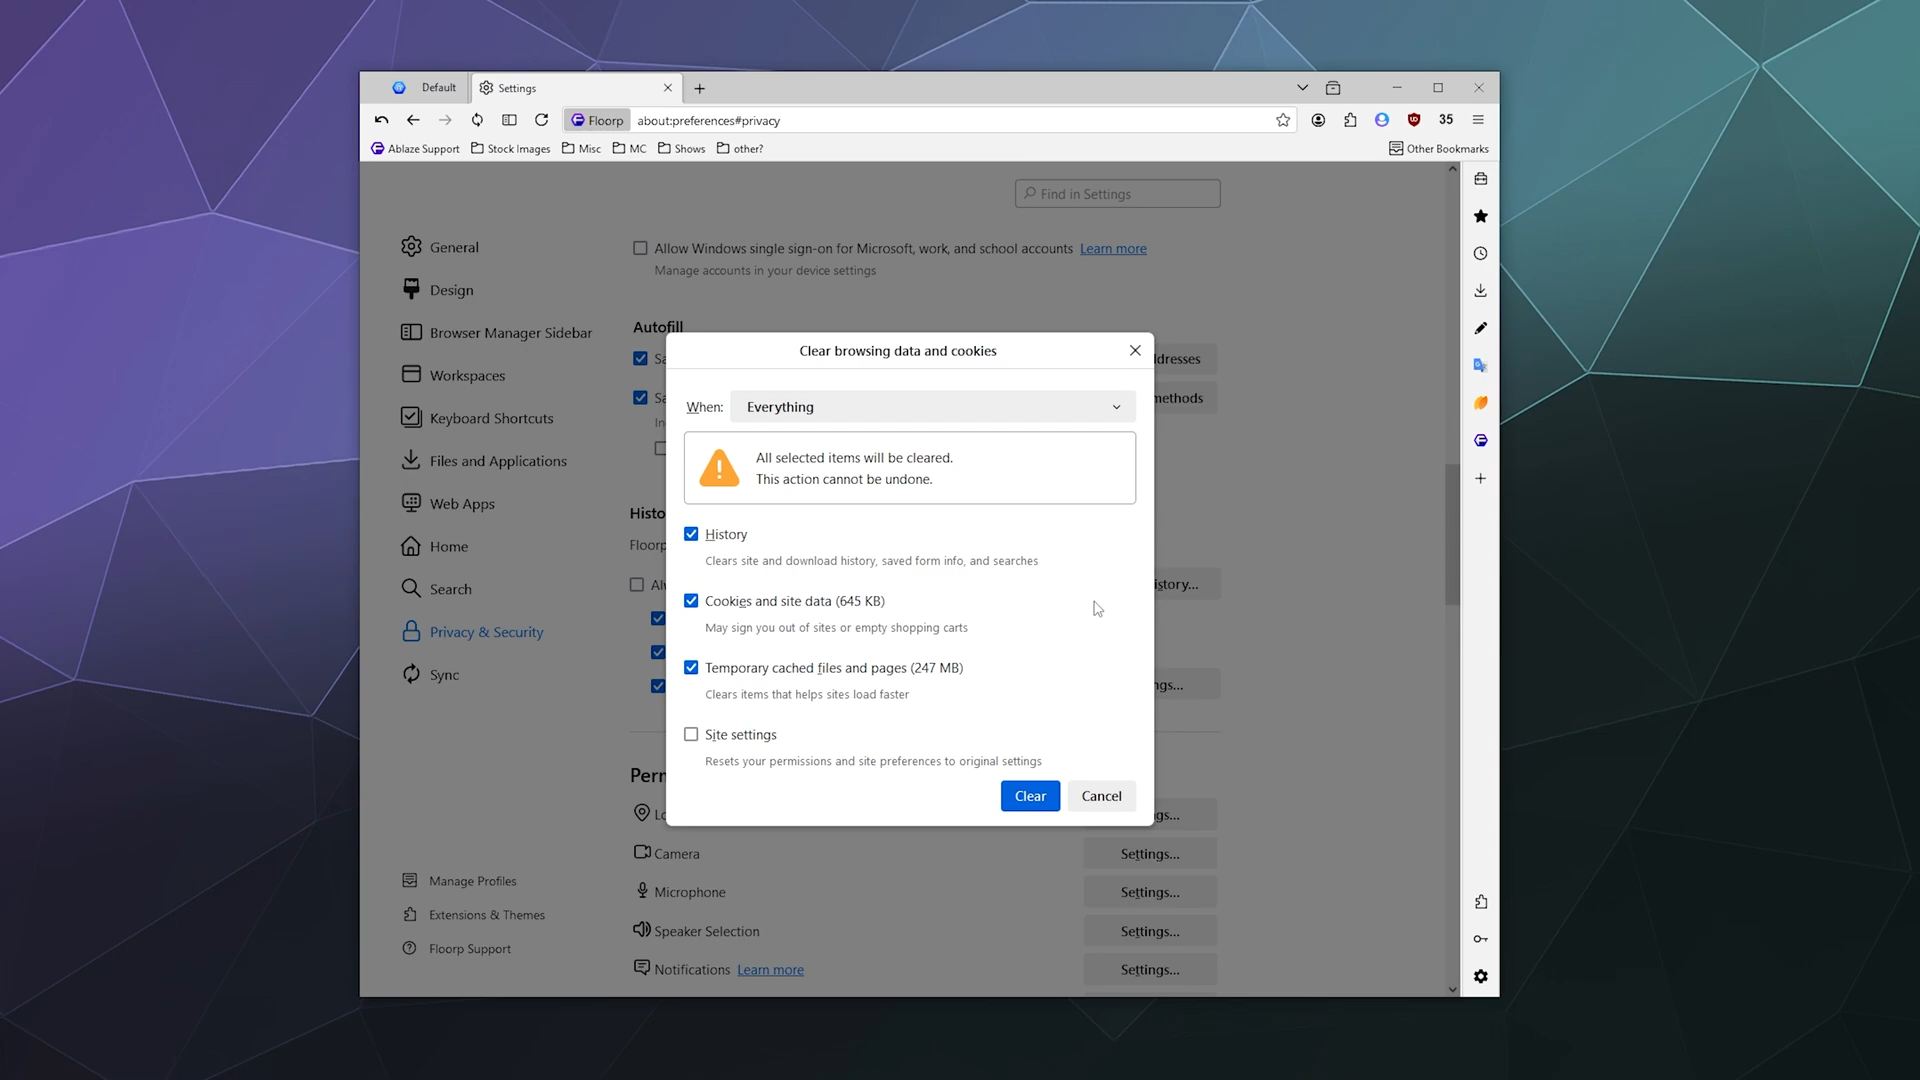 Default
Settings
Floorp
about:preferences#privacy
35
Ablaze Support
Stock Images
Misc
MC
Shows
other?
Other Bookmarks
Find in Settings
General
Design
Browser Manager Sidebar
Workspaces
Keyboard Shortcuts
Files and Applications
Web Apps
Home
Search
Privacy & Security
Sync
Manage Profiles
Extensions & Themes
Floorp Support
Allow Windows single sign-on for Microsoft, work, and school accounts Learn more
Manage accounts in your device settings
Autofill
Clear browsing data and cookies
When: Everything
All selected items will be cleared.
This action cannot be undone.
History
Clears site and download history, saved form info, and searches
Cookies and site data (645 KB)
May sign you out of sites or empty shopping carts
Temporary cached files and pages (247 MB)
Clears items that helps sites load faster
Site settings
Resets your permissions and site preferences to original settings
Clear
Cancel
Camera
Settings...
Microphone
Settings...
Speaker Selection
Settings...
Notifications Learn more
Settings...